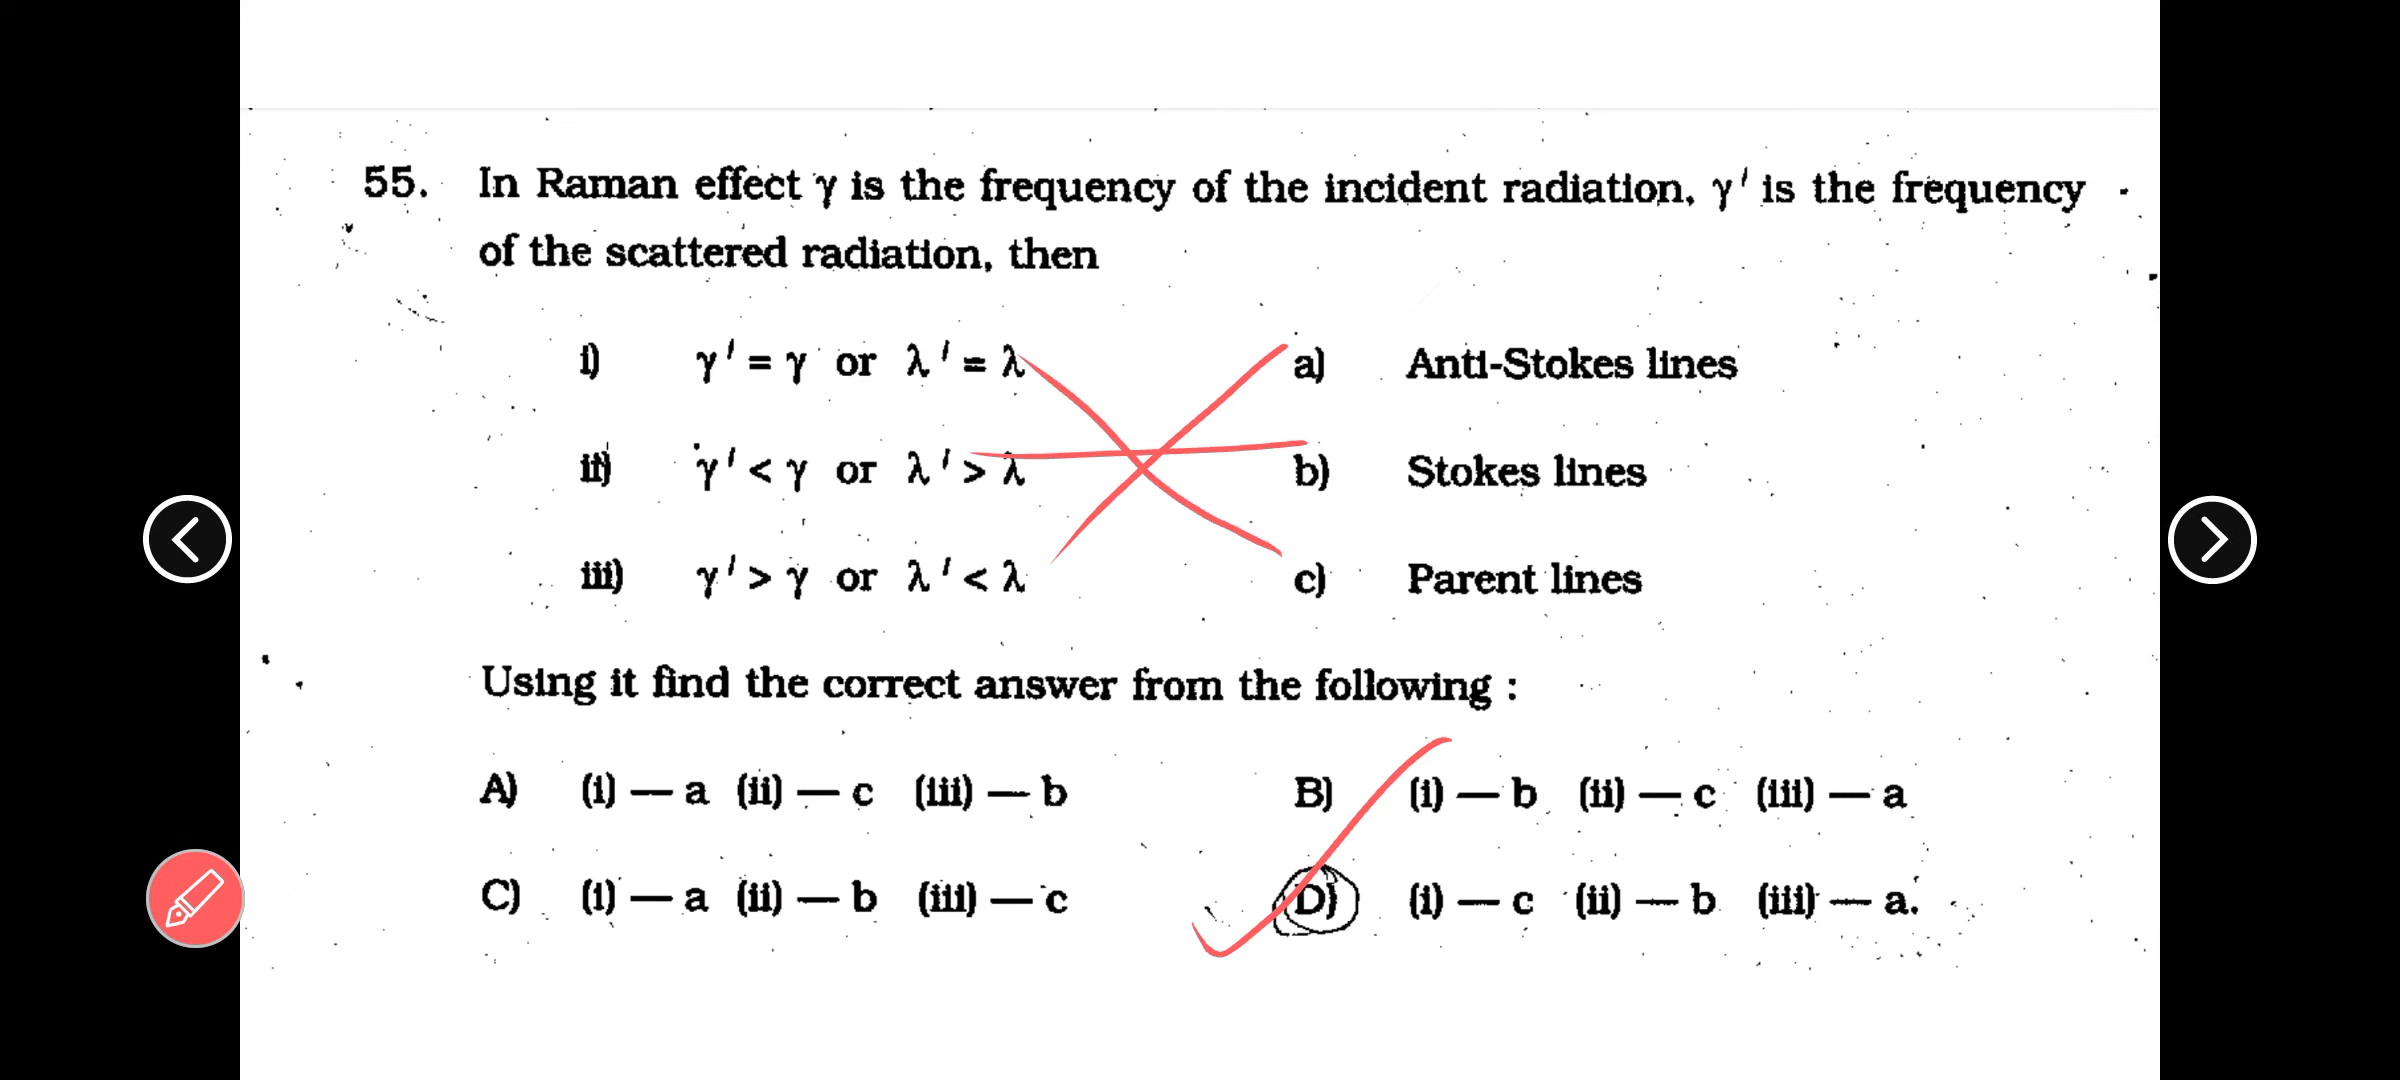 55. In Raman effect γ is the frequency of the incident radiation, γ' is the frequency
of the scattered radiation, then
i) γ' = γ or λ' = λ a) Anti-Stokes lines
ii) γ' < γ or λ' > λ b) Stokes lines
iii) γ' > γ or λ' < λ c) Parent lines
Using it find the correct answer from the following :
A) (i) — a (ii) — c (iii) — b B) (i) — b (ii) — c (iii) — a
C) (i) — a (ii) — b (iii) — c D) (i) — c (ii) — b (iii) — a.